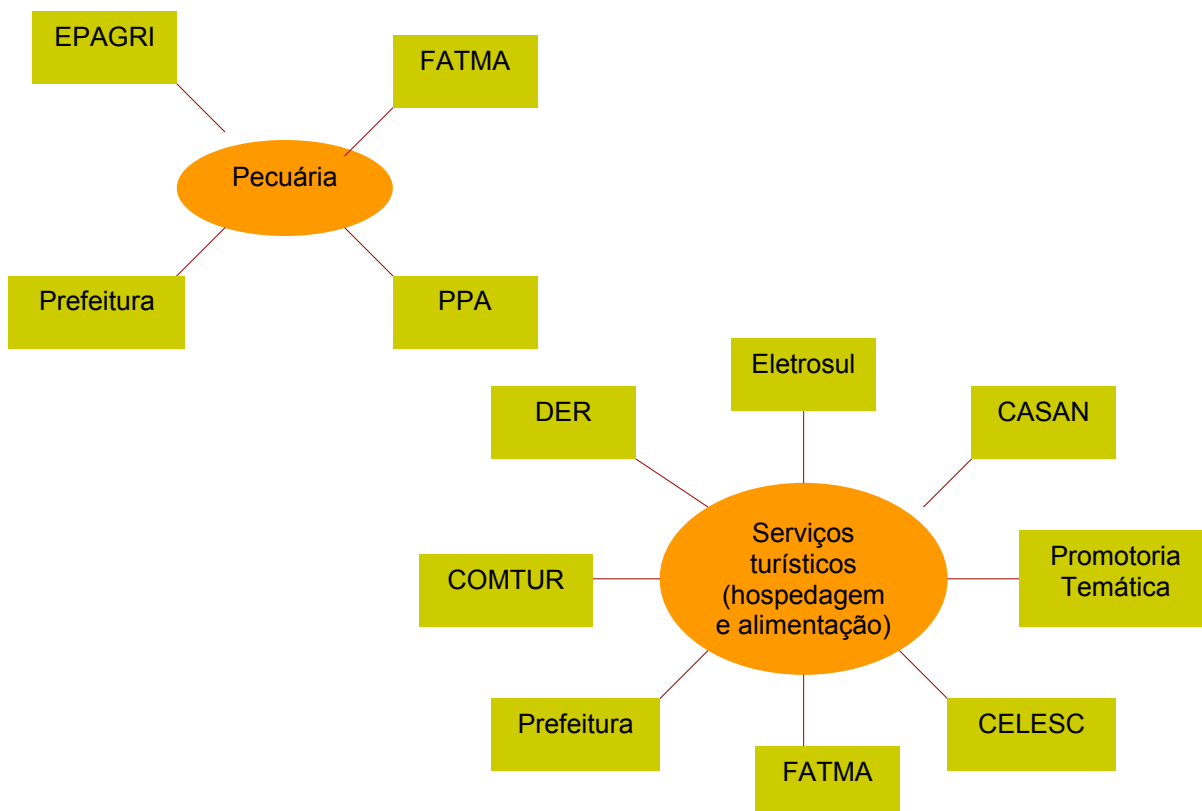 EPAGRI
FATMA
Pecuária
Prefeitura
PPA
Eletrosul
DER
CASAN
Serviços
turísticos
(hospedagem
e alimentação)
COMTUR
Promotoria
Temática
Prefeitura
FATMA
CELESC